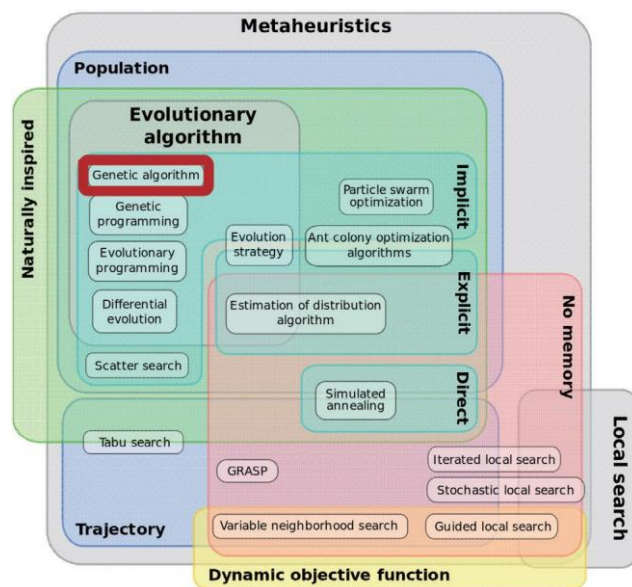 Metaheuristics
Population
Evolutionary
algorithm
Naturally inspired
Genetic algorithm
Implicit
Particle swarm
optimization
Genetic
programming
Evolution
strategy
Ant colony optimization
algorithms
Evolutionary
programming
Explicit
Differential
evolution
Estimation of distribution
algorithm
No memory
Scatter search
Direct
Simulated
annealing
Local search
Tabu search
GRASP
Iterated local search
Stochastic local search
Trajectory
Variable neighborhood search
Guided local search
Dynamic objective function